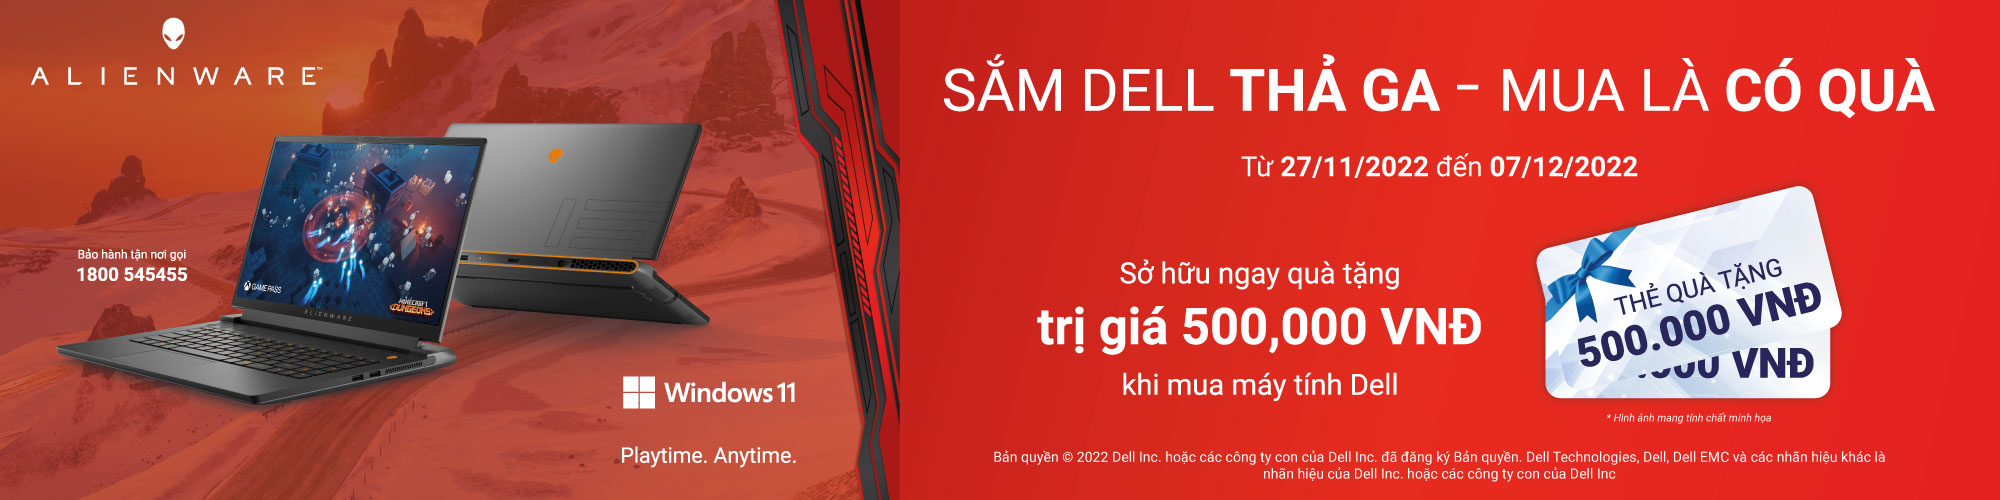 ALIENWARE™
Bảo hành tận nơi gọi
1800 545455
GAME PASS
MINECRAFT
DUNGEONS
ALIENWARE
Windows 11
Playtime. Anytime.
SẮM DELL THẢ GA - MUA LÀ CÓ QUÀ
Từ 27/11/2022 đến 07/12/2022
Sở hữu ngay quà tặng
trị giá 500,000 VNĐ
khi mua máy tính Dell
THẺ QUÀ TẶNG
500.000 VNĐ
VNĐ
* Hình ảnh mang tính chất minh họa
Bản quyền © 2022 Dell Inc. hoặc các công ty con của Dell Inc. đã đăng ký Bản quyền. Dell Technologies, Dell, Dell EMC và các nhãn hiệu khác là
nhãn hiệu của Dell Inc. hoặc các công ty con của Dell Inc